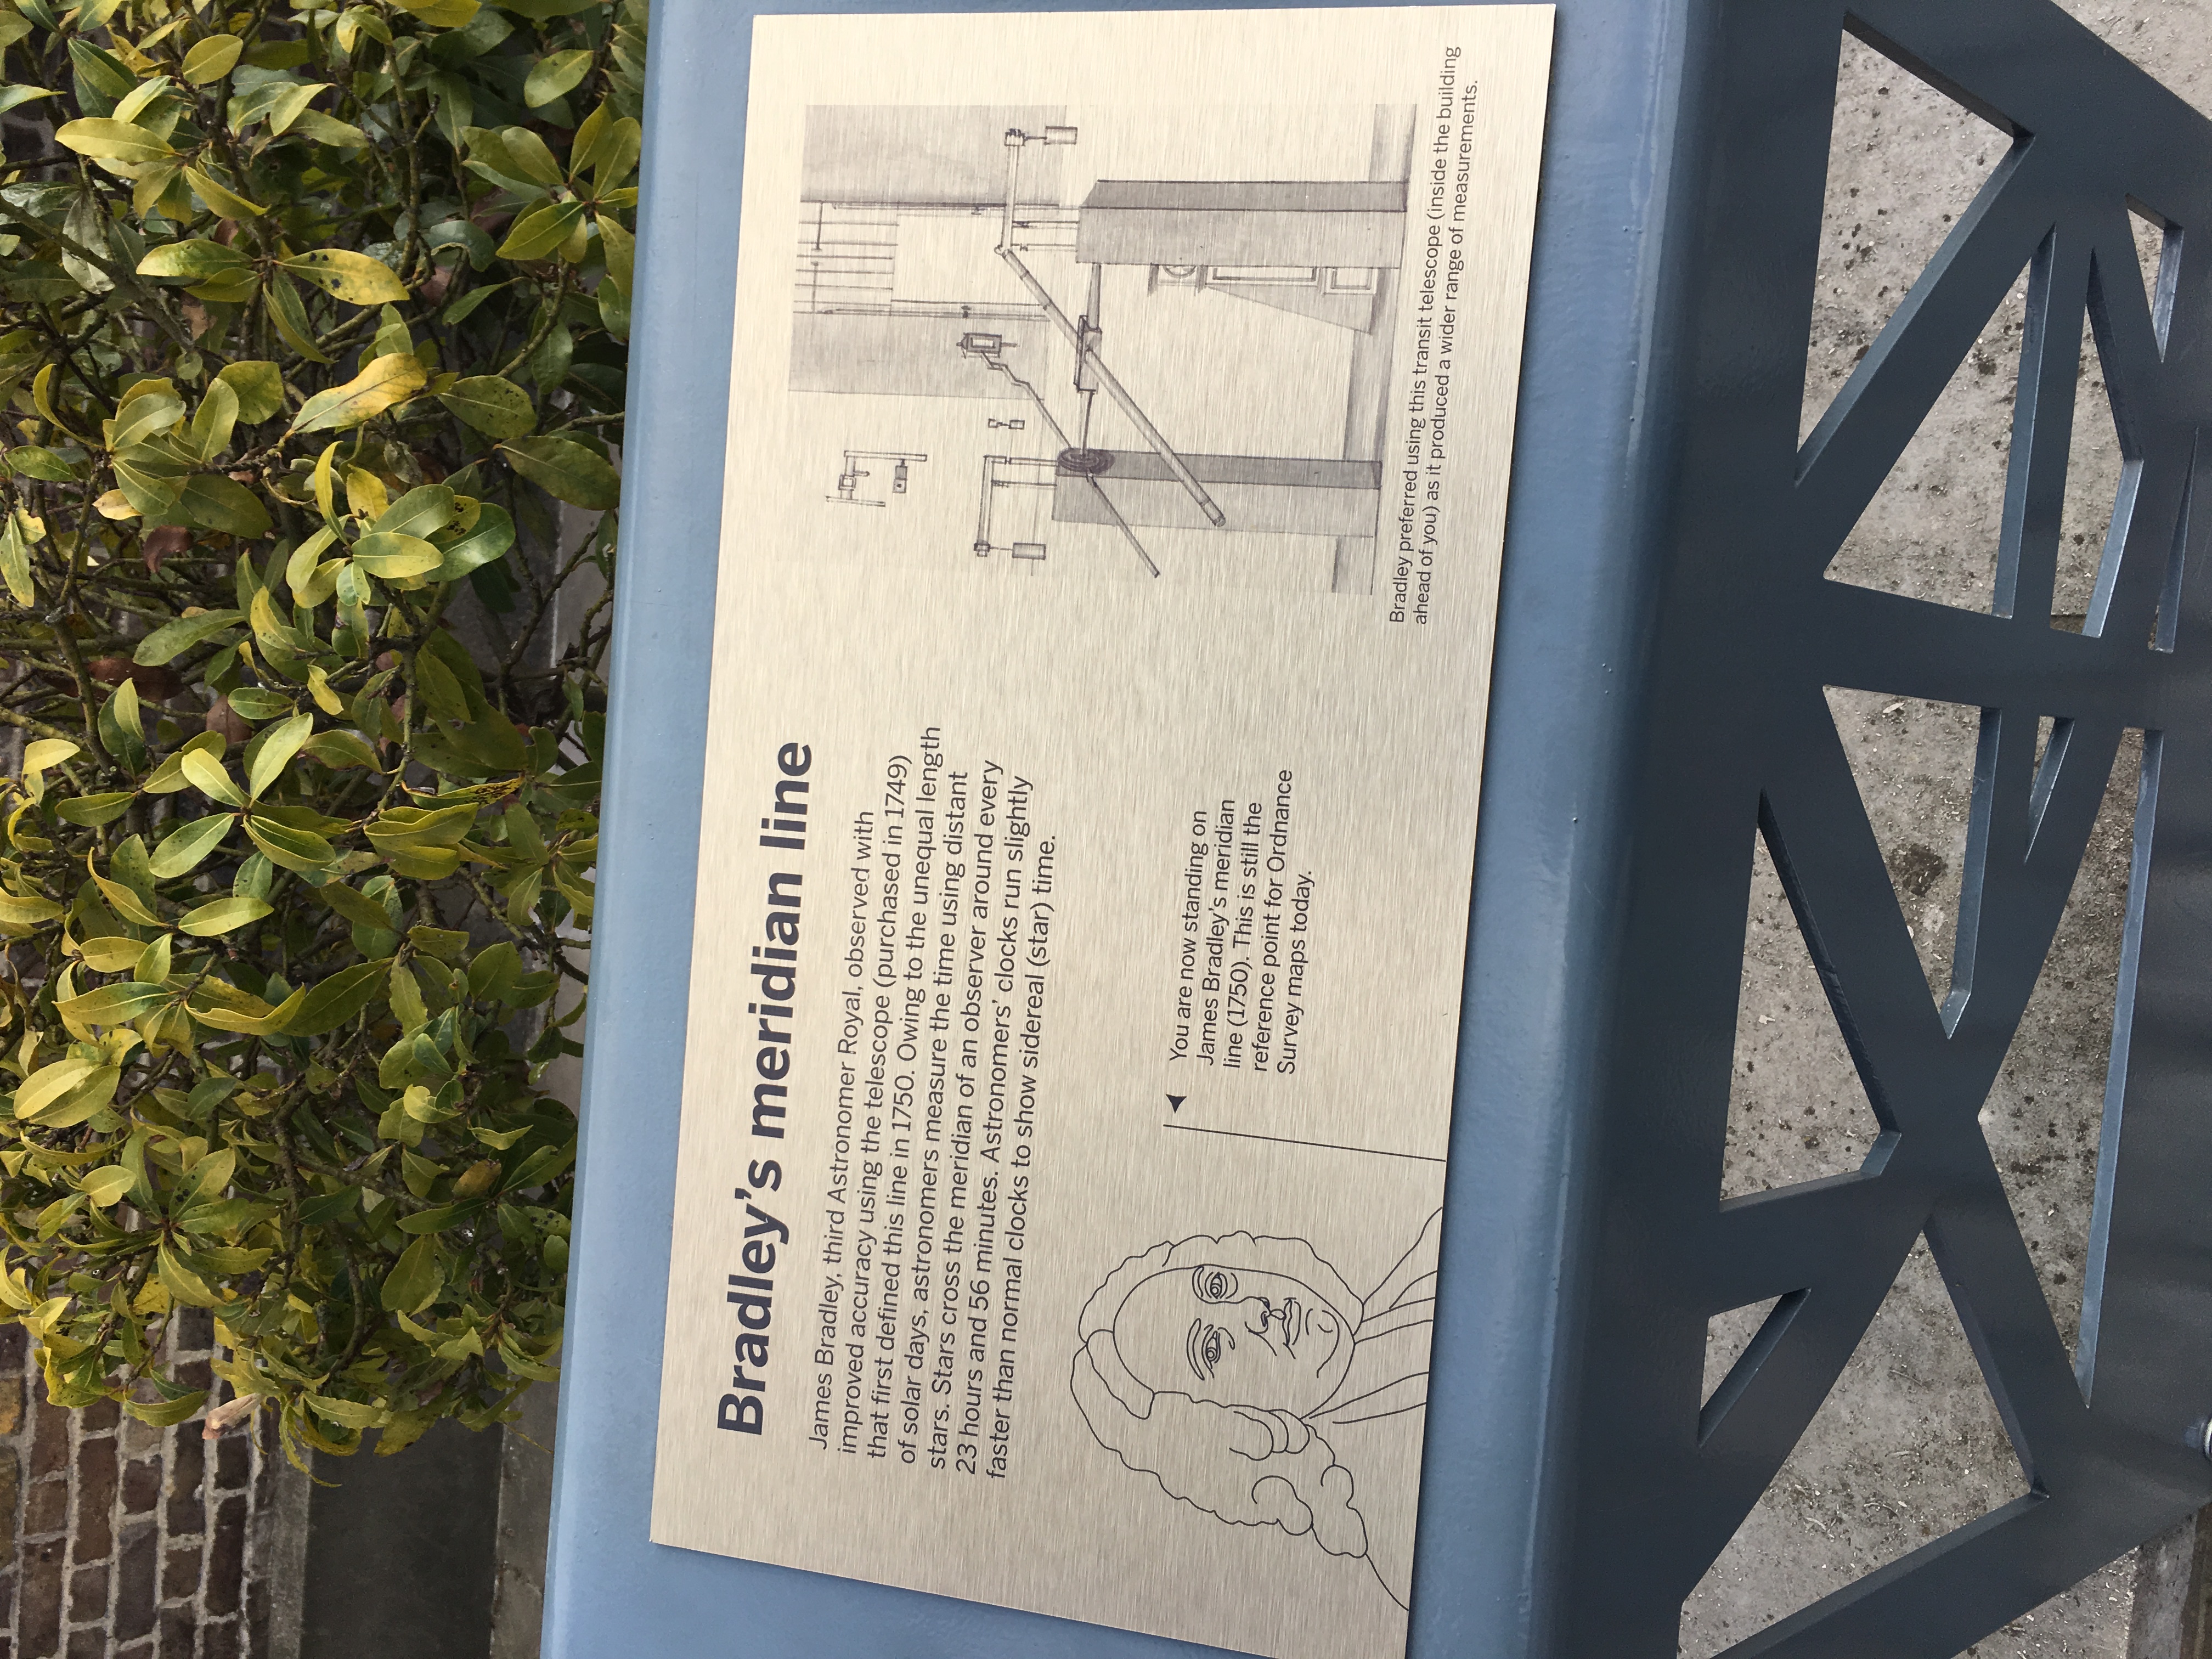 Bradley's meridian line
James Bradley, third Astronomer Royal, observed with
improved accuracy using the telescope (purchased in 1749)
that first defined this line in 1750. Owing to the unequal length
of solar days, astronomers measure the time using distant
stars. Stars cross the meridian of an observer around every
23 hours and 56 minutes. Astronomers' clocks run slightly
faster than normal clocks to show sidereal (star) time.
You are now standing on
James Bradley's meridian
line (1750). This is still the
reference point for Ordnance
Survey maps today.
Bradley preferred using this transit telescope (inside the building
ahead of you) as it produced a wider range of measurements.